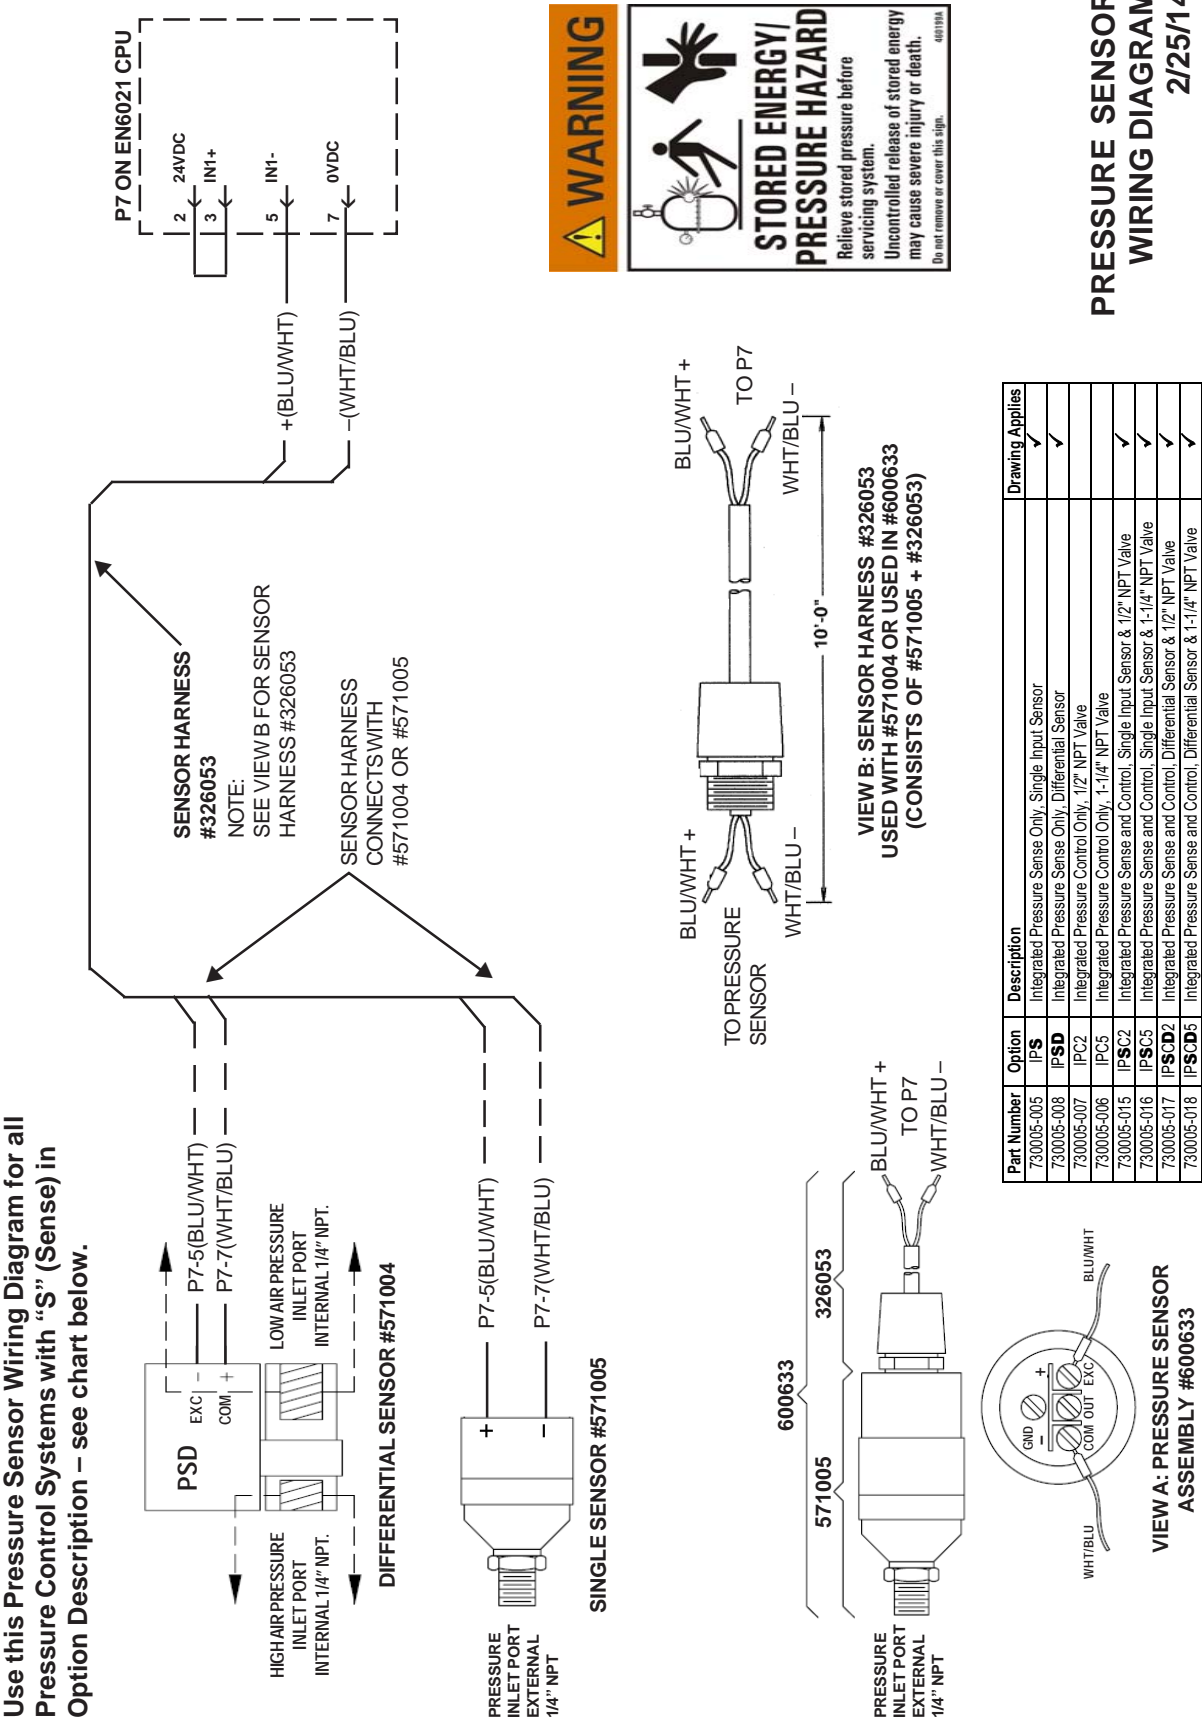 Use this Pressure Sensor Wiring Diagram for all
Pressure Control Systems with “S” (Sense) in
Option Description – see chart below.
PSD
EXC -
COM +
P7-5(BLU/WHT)
P7-7(WHT/BLU)
HIGH AIR PRESSURE
INLET PORT
INTERNAL 1/4" NPT.
LOW AIR PRESSURE
INLET PORT
INTERNAL 1/4" NPT.
DIFFERENTIAL SENSOR #571004
PRESSURE
INLET PORT
EXTERNAL
1/4” NPT
+
–
P7-5(BLU/WHT)
P7-7(WHT/BLU)
SINGLE SENSOR #571005
SENSOR HARNESS
#326053
NOTE:
SEE VIEW B FOR SENSOR
HARNESS #326053
SENSOR HARNESS
CONNECTS WITH
#571004 OR #571005
+(BLU/WHT)
–(WHT/BLU)
P7 ON EN6021 CPU
2 24VDC
3 IN1+
5 IN1-
7 0VDC
600633
571005 326053
PRESSURE
INLET PORT
EXTERNAL
1/4” NPT
BLU/WHT +
TO P7
WHT/BLU –
GND
– +
COM OUT EXC
WHT/BLU
BLU/WHT
VIEW A: PRESSURE SENSOR
ASSEMBLY #600633
BLU/WHT +
TO PRESSURE
SENSOR
WHT/BLU –
BLU/WHT +
TO P7
WHT/BLU –
10'-0"
VIEW B: SENSOR HARNESS #326053
USED WITH #571004 OR USED IN #600633
(CONSISTS OF #571005 + #326053)
WARNING
STORED ENERGY/
PRESSURE HAZARD
Relieve stored pressure before
servicing system.
Uncontrolled release of stored energy
may cause severe injury or death.
Do not remove or cover this sign. 460199A
Part Number Option Description Drawing Applies
730005-005 IPS Integrated Pressure Sense Only, Single Input Sensor ✓
730005-008 IPSD Integrated Pressure Sense Only, Differential Sensor ✓
730005-007 IPC2 Integrated Pressure Control Only, 1/2" NPT Valve
730005-006 IPC5 Integrated Pressure Control Only, 1-1/4" NPT Valve
730005-015 IPSC2 Integrated Pressure Sense and Control, Single Input Sensor & 1/2" NPT Valve ✓
730005-016 IPSC5 Integrated Pressure Sense and Control, Single Input Sensor & 1-1/4" NPT Valve ✓
730005-017 IPSCD2 Integrated Pressure Sense and Control, Differential Sensor & 1/2" NPT Valve ✓
730005-018 IPSCD5 Integrated Pressure Sense and Control, Differential Sensor & 1-1/4" NPT Valve ✓
PRESSURE SENSOR
WIRING DIAGRAM
2/25/14